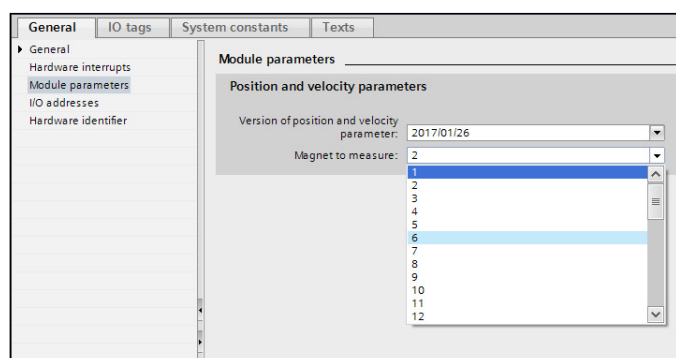 General IO tags System constants Texts
General
Hardware interrupts
Module parameters
I/O addresses
Hardware identifier
Module parameters
Position and velocity parameters
Version of position and velocity
parameter: 2017/01/26
Magnet to measure: 2
1
2
3
4
5
6
7
8
9
10
11
12